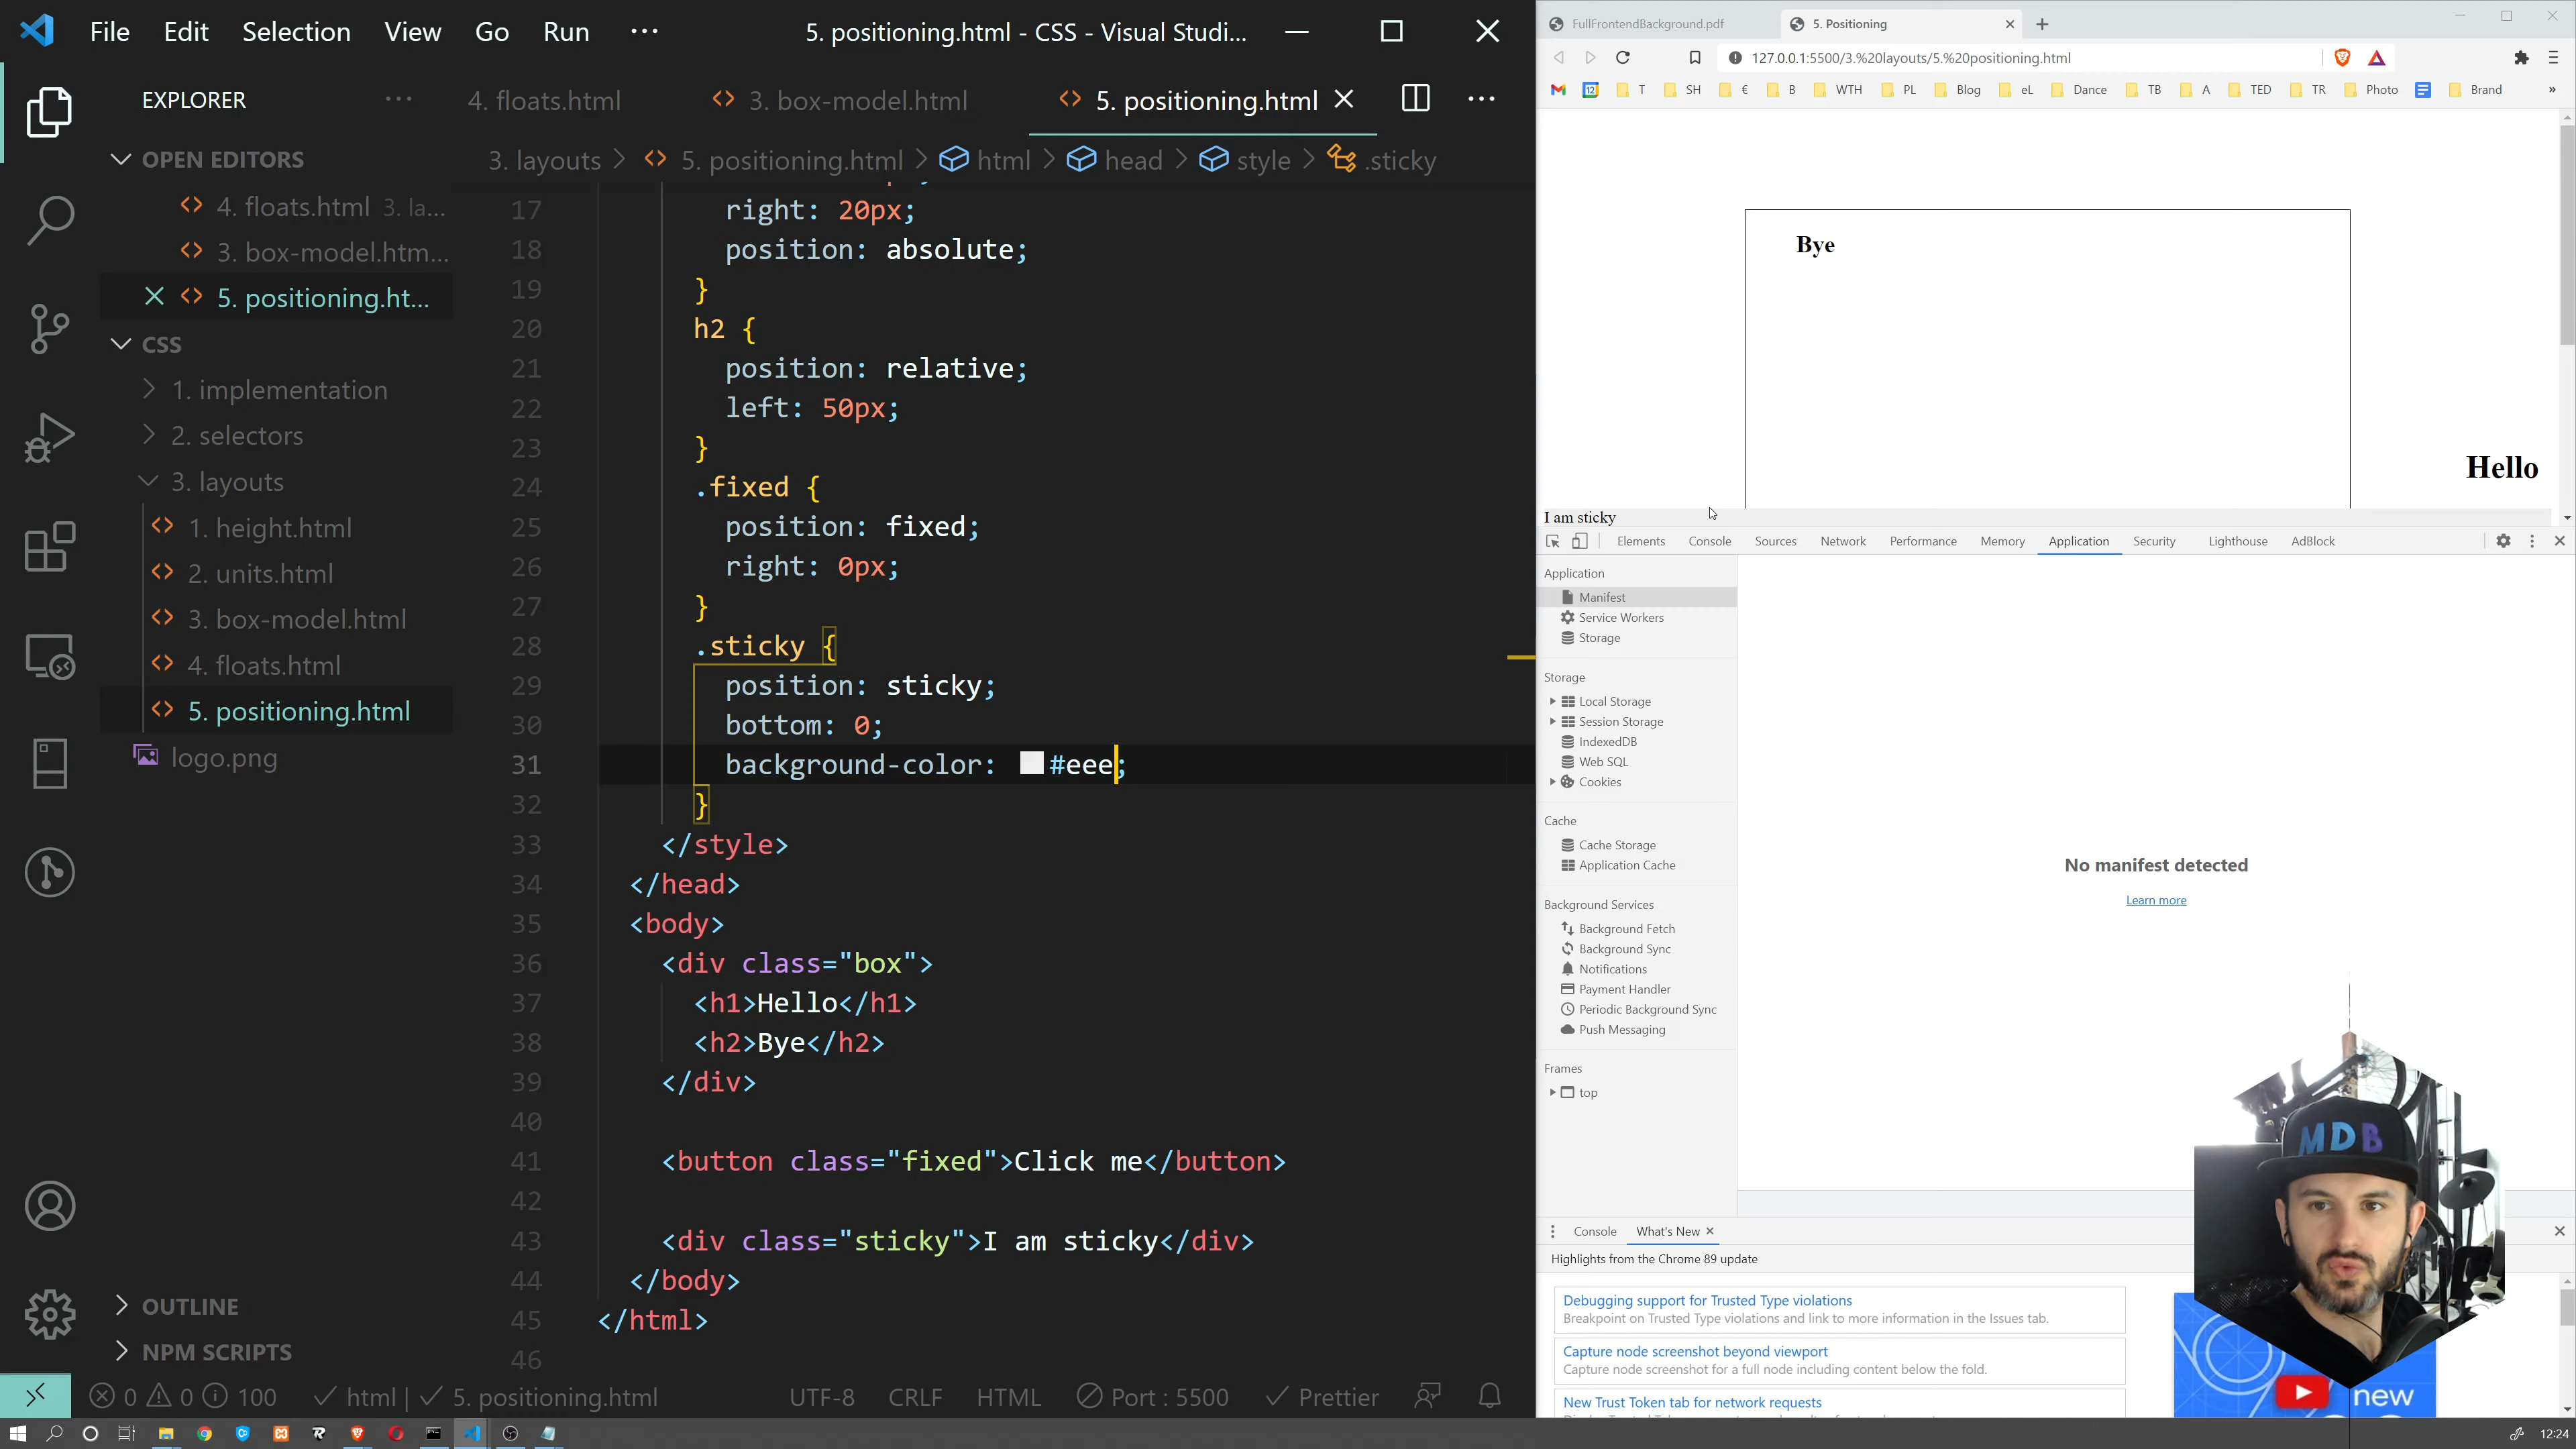 File Edit Selection View Go Run ··· 5. positioning.html - CSS - Visual Studi...
EXPLORER ···
OPEN EDITORS
4. floats.html 3. la...
3. box-model.htm...
5. positioning.ht...
CSS
1. implementation
2. selectors
3. layouts
1. height.html
2. units.html
3. box-model.html
4. floats.html
5. positioning.html
logo.png
OUTLINE
NPM SCRIPTS
4. floats.html 3. box-model.html 5. positioning.html
3. layouts > 5. positioning.html > html > head > style > .sticky
17 right: 20px;
18 position: absolute;
19 }
20 h2 {
21 position: relative;
22 left: 50px;
23 }
24 .fixed {
25 position: fixed;
26 right: 0px;
27 }
28 .sticky {
29 position: sticky;
30 bottom: 0;
31 background-color: #eee;
32 }
33 </style>
34 </head>
35 <body>
36 <div class="box">
37 <h1>Hello</h1>
38 <h2>Bye</h2>
39 </div>
40
41 <button class="fixed">Click me</button>
42
43 <div class="sticky">I am sticky</div>
44 </body>
45 </html>
46
0 0 100 html | 5. positioning.html UTF-8 CRLF HTML Port : 5500 Prettier
FullFrontendBackground.pdf 5. Positioning
127.0.0.1:5500/3.%20layouts/5.%20positioning.html
12 T SH € B WTH PL Blog eL Dance TB A TED TR Photo Brand »
Bye
Hello
I am sticky
Elements Console Sources Network Performance Memory Application Security Lighthouse AdBlock
Application
Manifest
Service Workers
Storage
Storage
Local Storage
Session Storage
IndexedDB
Web SQL
Cookies
Cache
Cache Storage
Application Cache
Background Services
Background Fetch
Background Sync
Notifications
Payment Handler
Periodic Background Sync
Push Messaging
Frames
top
No manifest detected
Learn more
MDB
Console What's New
Highlights from the Chrome 89 update
Debugging support for Trusted Type violations
Breakpoint on Trusted Type violations and link to more information in the Issues tab.
Capture node screenshot beyond viewport
Capture node screenshot for a full node including content below the fold.
New Trust Token tab for network requests
new
12:24